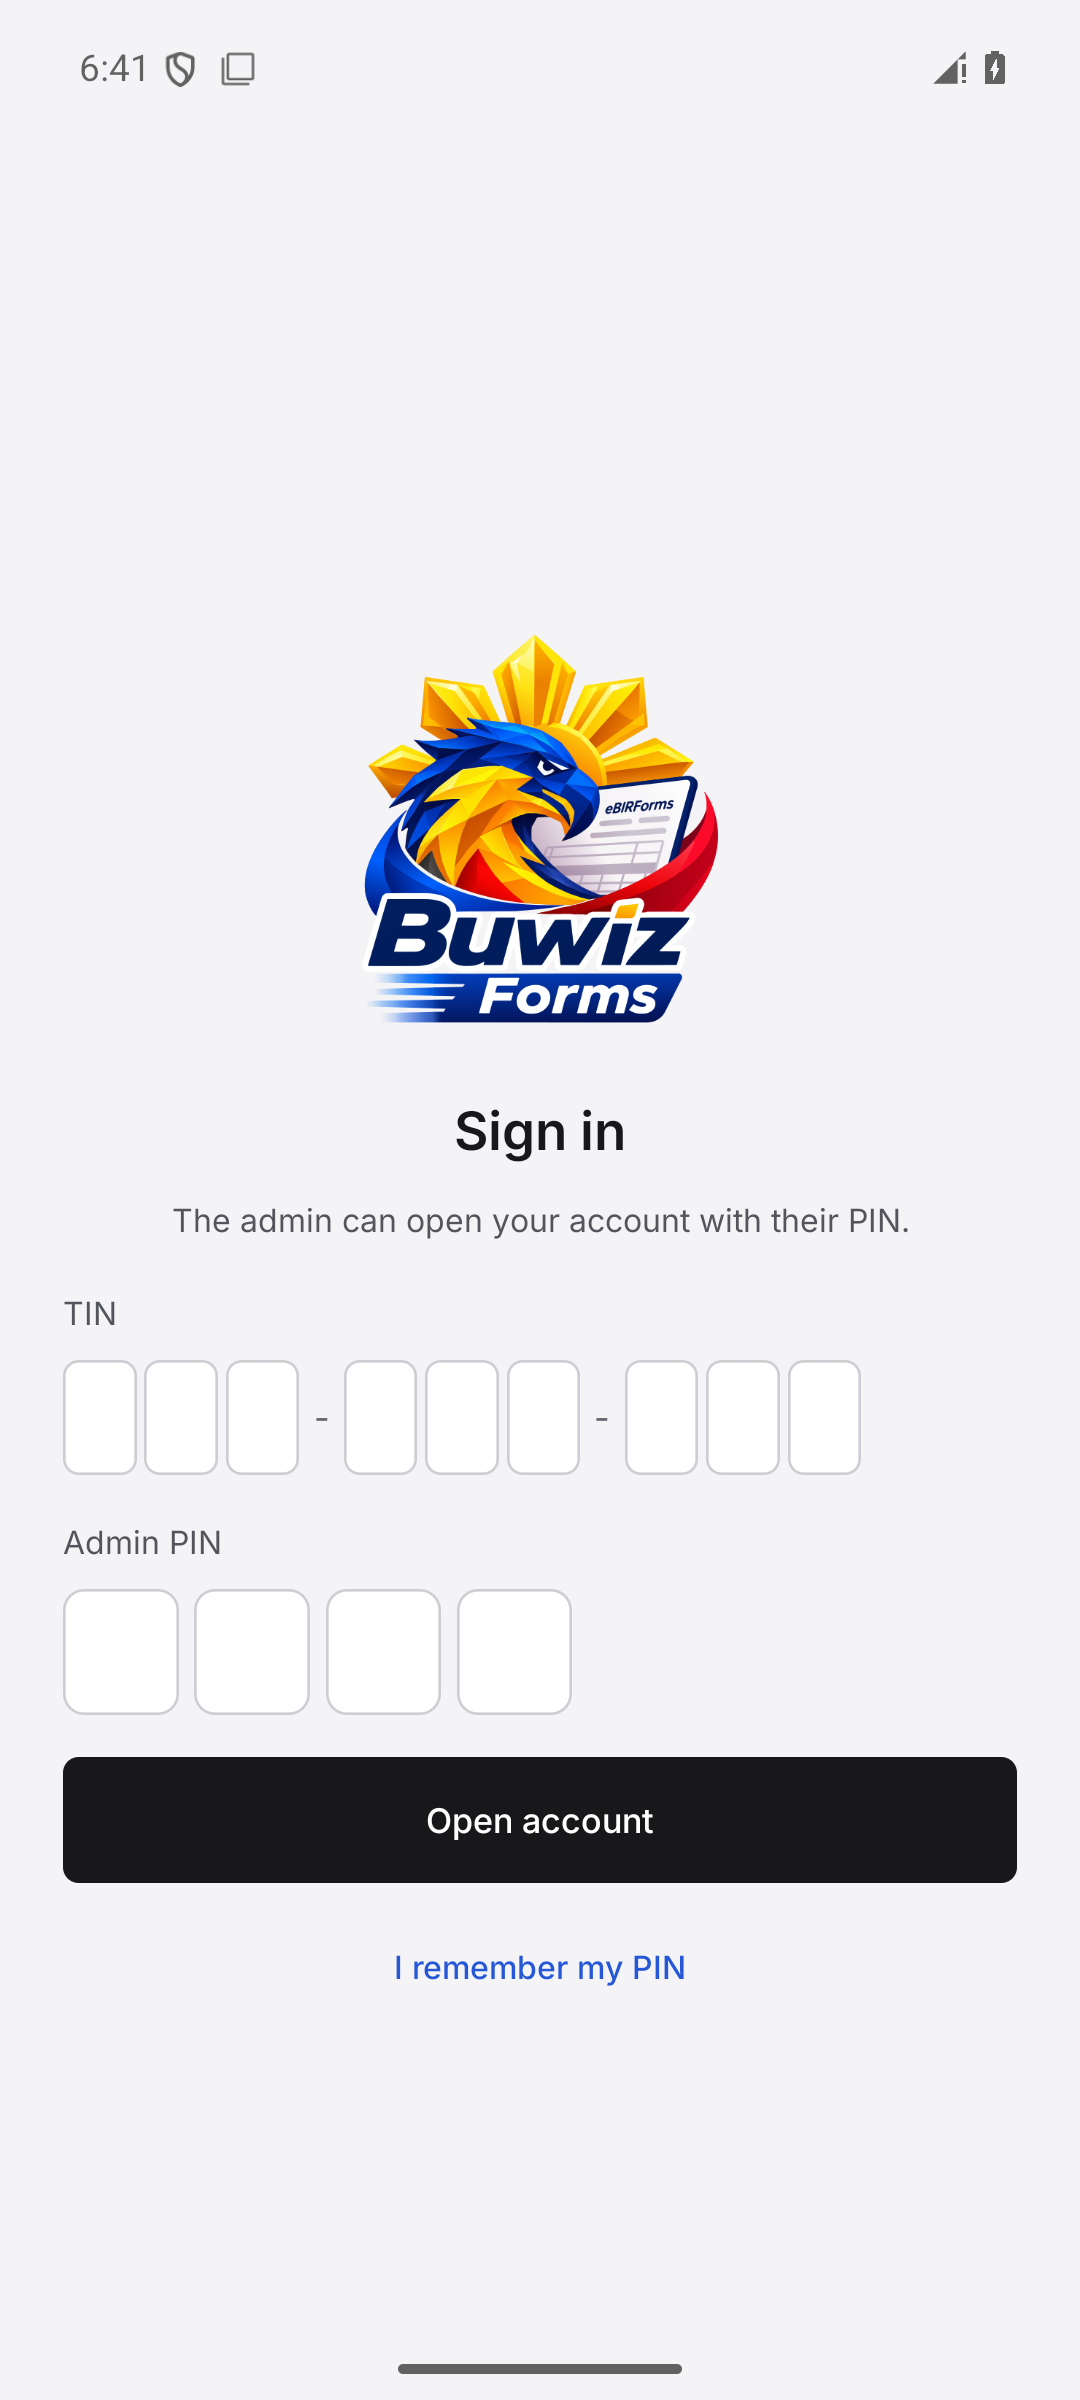 6:41
eBIRForms
Buwiz
Forms
Sign in
The admin can open your account with their PIN.
TIN
- -
Admin PIN
Open account
I remember my PIN